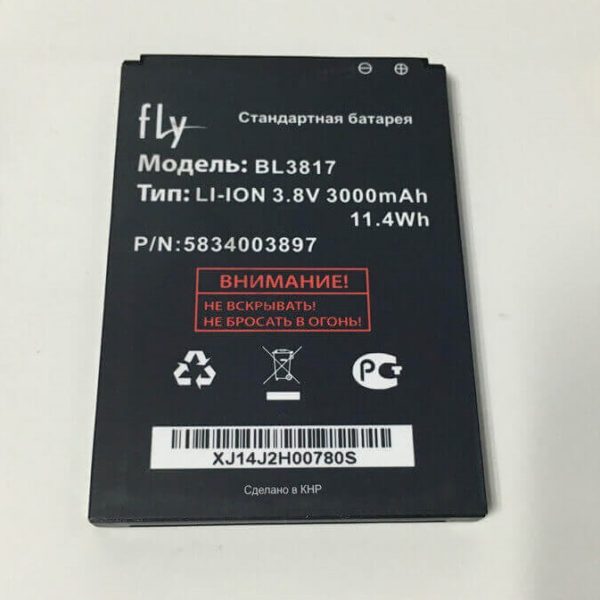 fly Стандартная батарея
Модель: BL3817
Тип: LI-ION 3.8V 3000mAh
11.4Wh
P/N:5834003897
ВНИМАНИЕ!
НЕ ВСКРЫВАТЬ!
НЕ БРОСАТЬ В ОГОНЬ!
РСТ
XJ14J2H00780S
Сделано в КНР